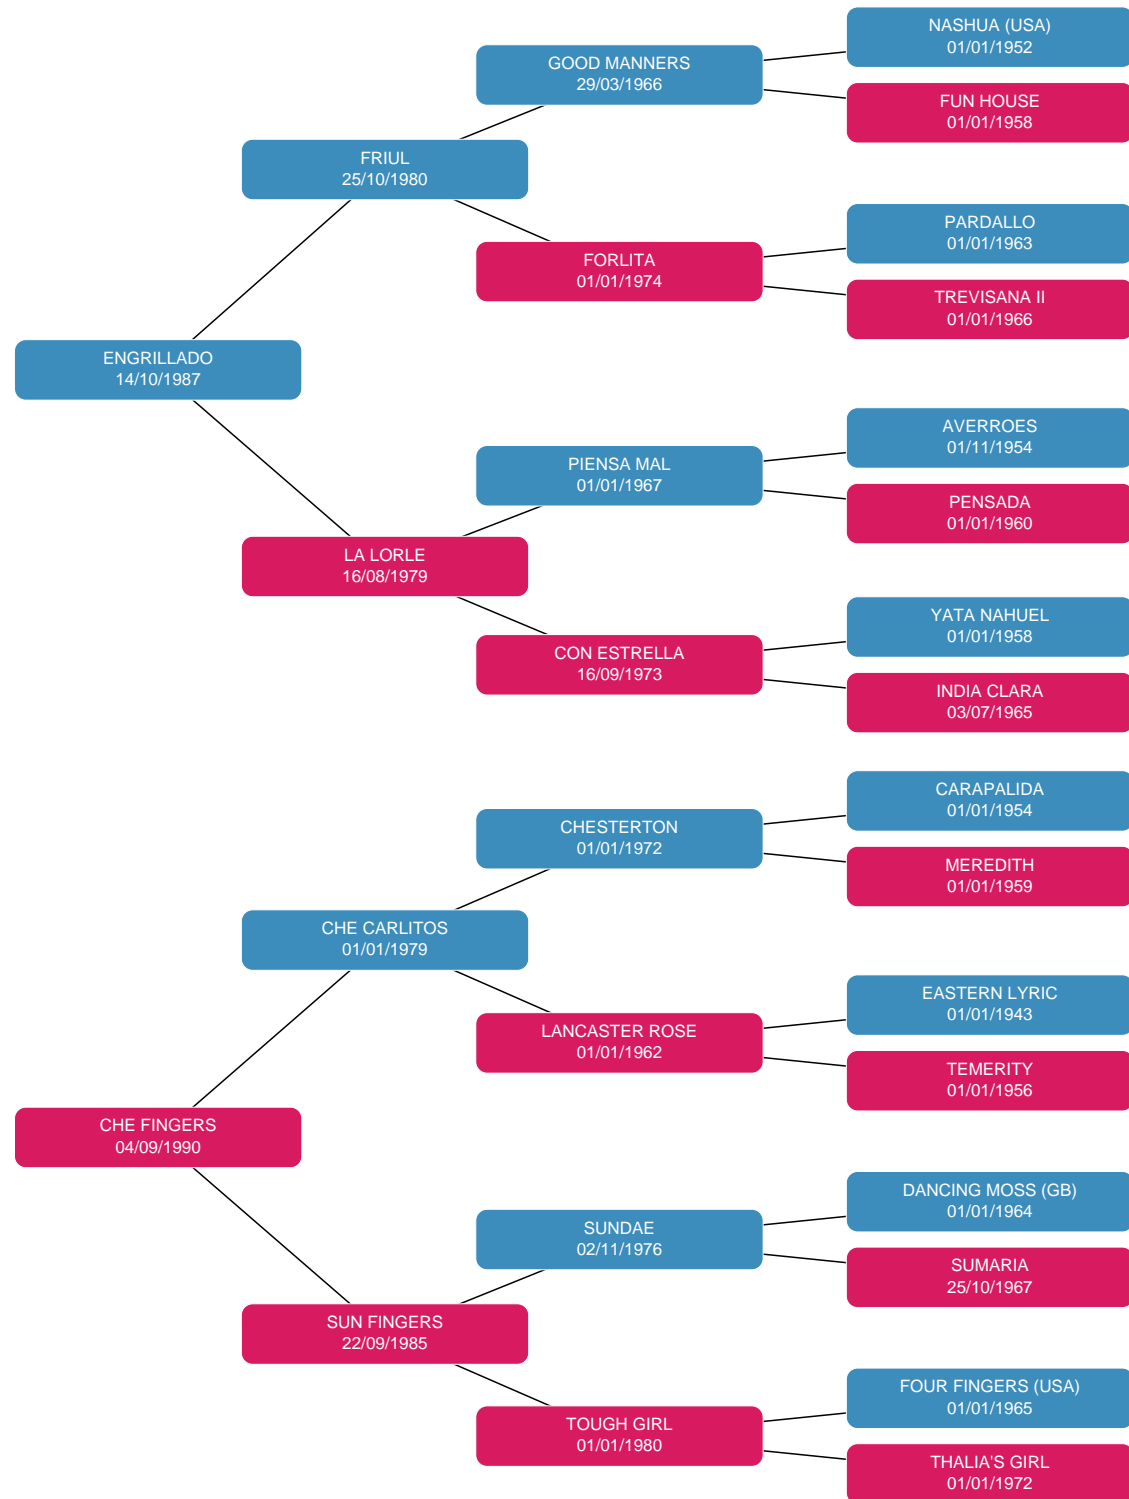 NASHUA (USA)
01/01/1952
GOOD MANNERS
29/03/1966
FUN HOUSE
01/01/1958
FRIUL
25/10/1980
PARDALLO
01/01/1963
FORLITA
01/01/1974
TREVISANA II
01/01/1966
ENGRILLADO
14/10/1987
AVERROES
01/11/1954
PIENSA MAL
01/01/1967
PENSADA
01/01/1960
LA LORLE
16/08/1979
YATA NAHUEL
01/01/1958
CON ESTRELLA
16/09/1973
INDIA CLARA
03/07/1965
CARAPALIDA
01/01/1954
CHESTERTON
01/01/1972
MEREDITH
01/01/1959
CHE CARLITOS
01/01/1979
EASTERN LYRIC
01/01/1943
LANCASTER ROSE
01/01/1962
TEMERITY
01/01/1956
CHE FINGERS
04/09/1990
DANCING MOSS (GB)
01/01/1964
SUNDAE
02/11/1976
SUMARIA
25/10/1967
SUN FINGERS
22/09/1985
FOUR FINGERS (USA)
01/01/1965
TOUGH GIRL
01/01/1980
THALIA'S GIRL
01/01/1972